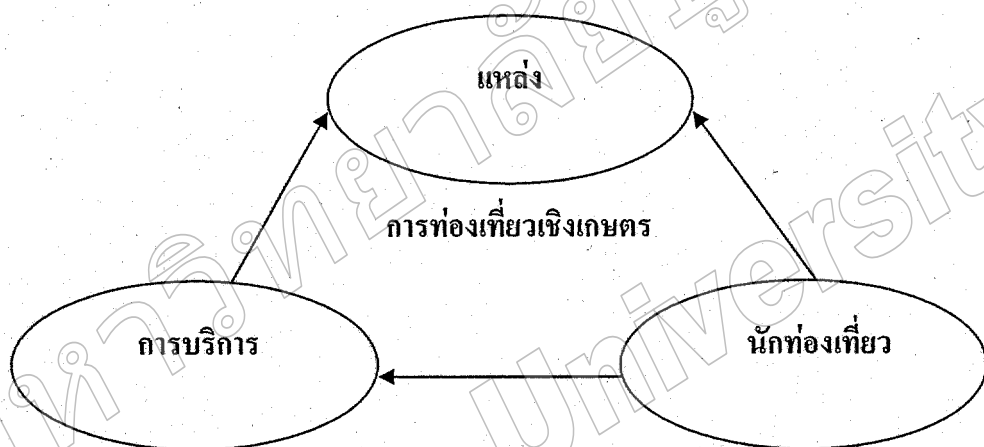 แหล่ง
การท่องเที่ยวเชิงเกษตร
การบริการ
นักท่องเที่ยว
University